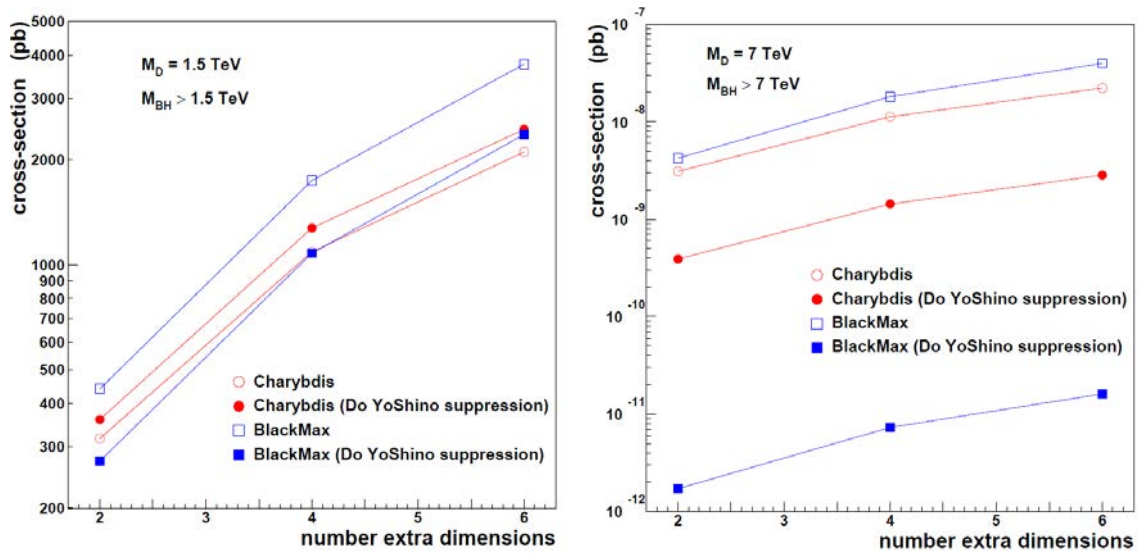 cross-section (pb)
5000
4000
3000
2000
1000
900
800
700
600
500
400
300
200
M_D = 1.5 TeV
M_BH > 1.5 TeV
Charybdis
Charybdis (Do YoShino suppression)
BlackMax
BlackMax (Do YoShino suppression)
2 3 4 5 6
number extra dimensions
cross-section (pb)
10^-7
10^-8
10^-9
10^-10
10^-11
10^-12
M_D = 7 TeV
M_BH > 7 TeV
Charybdis
Charybdis (Do YoShino suppression)
BlackMax
BlackMax (Do YoShino suppression)
2 3 4 5 6
number extra dimensions